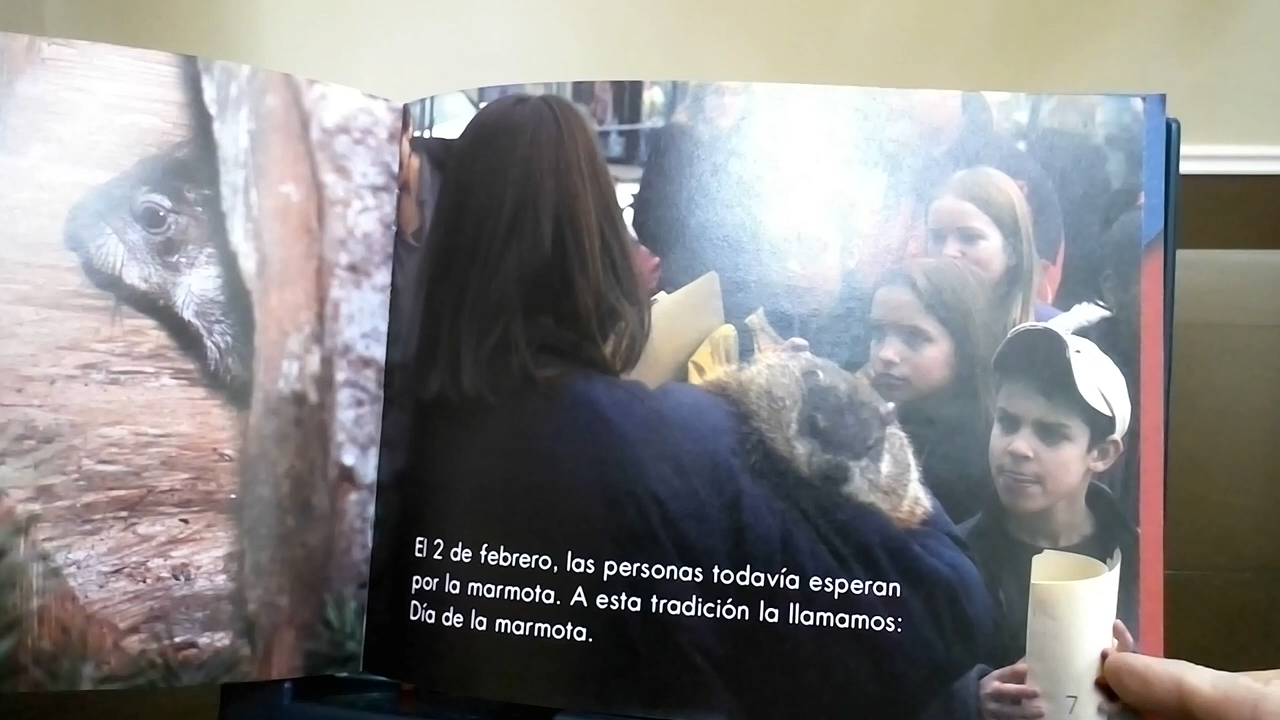 El 2 de febrero, las personas todavía esperan
por la marmota. A esta tradición la llamamos:
Día de la marmota.
7